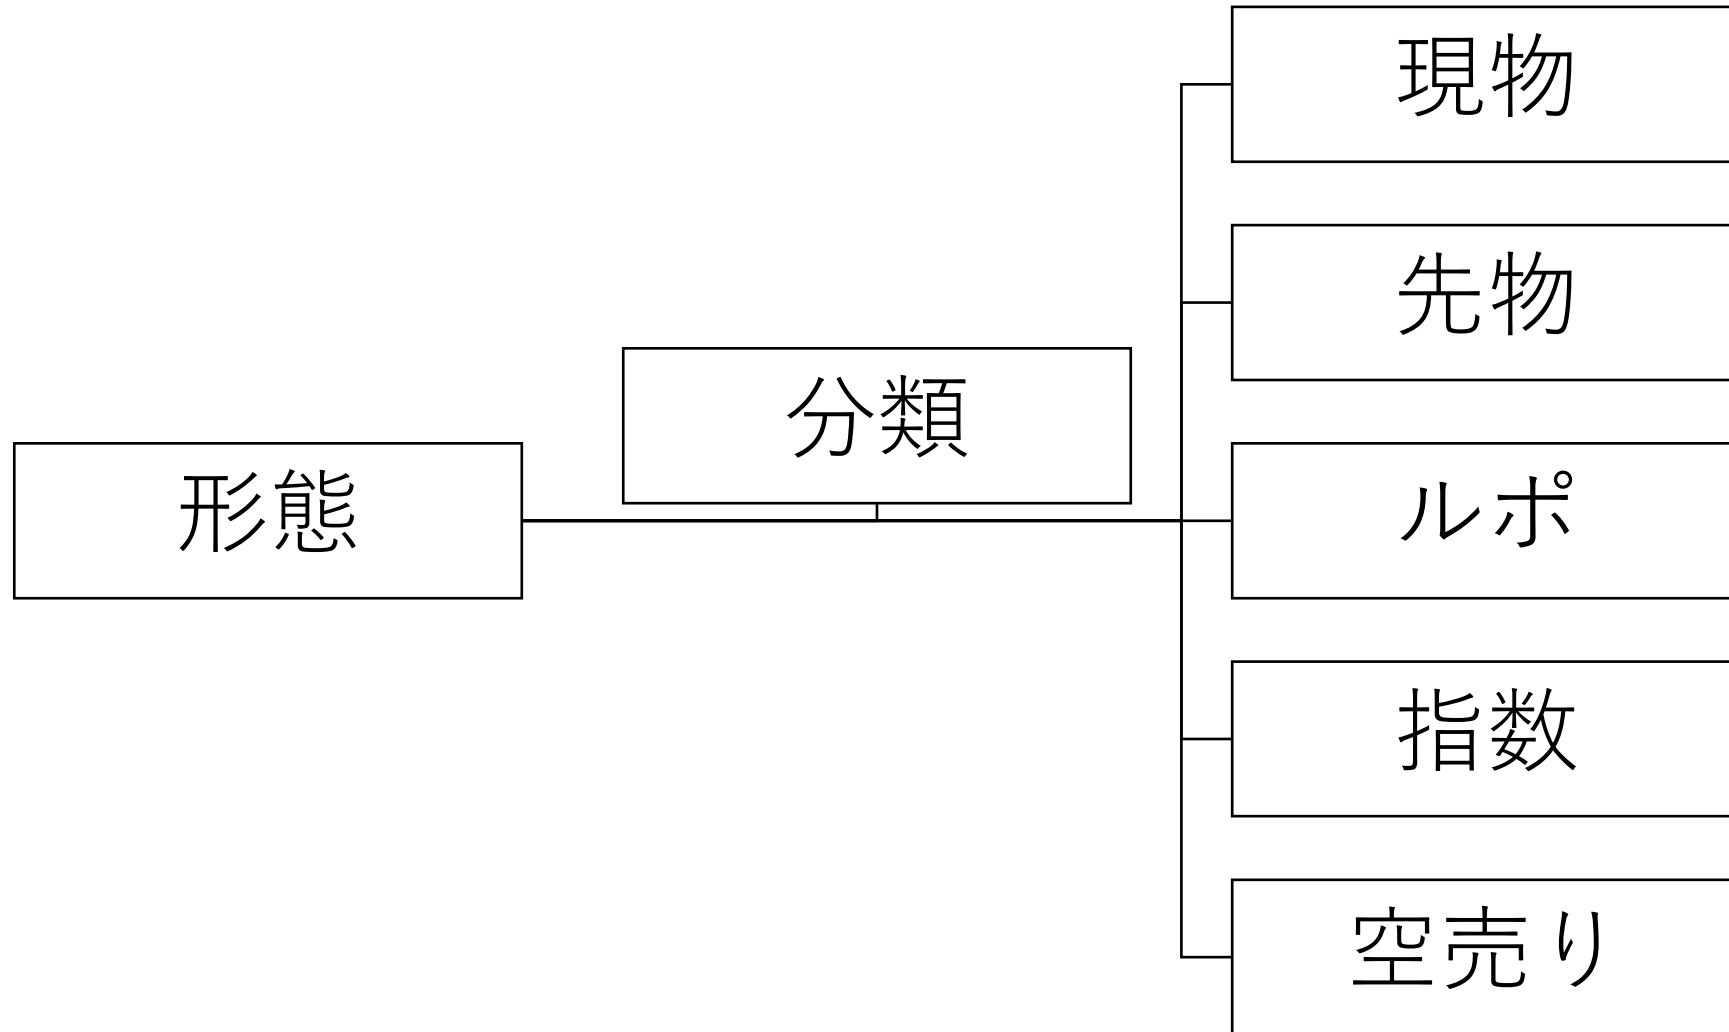 形態
分類
現物
先物
ルポ
指数
空売り